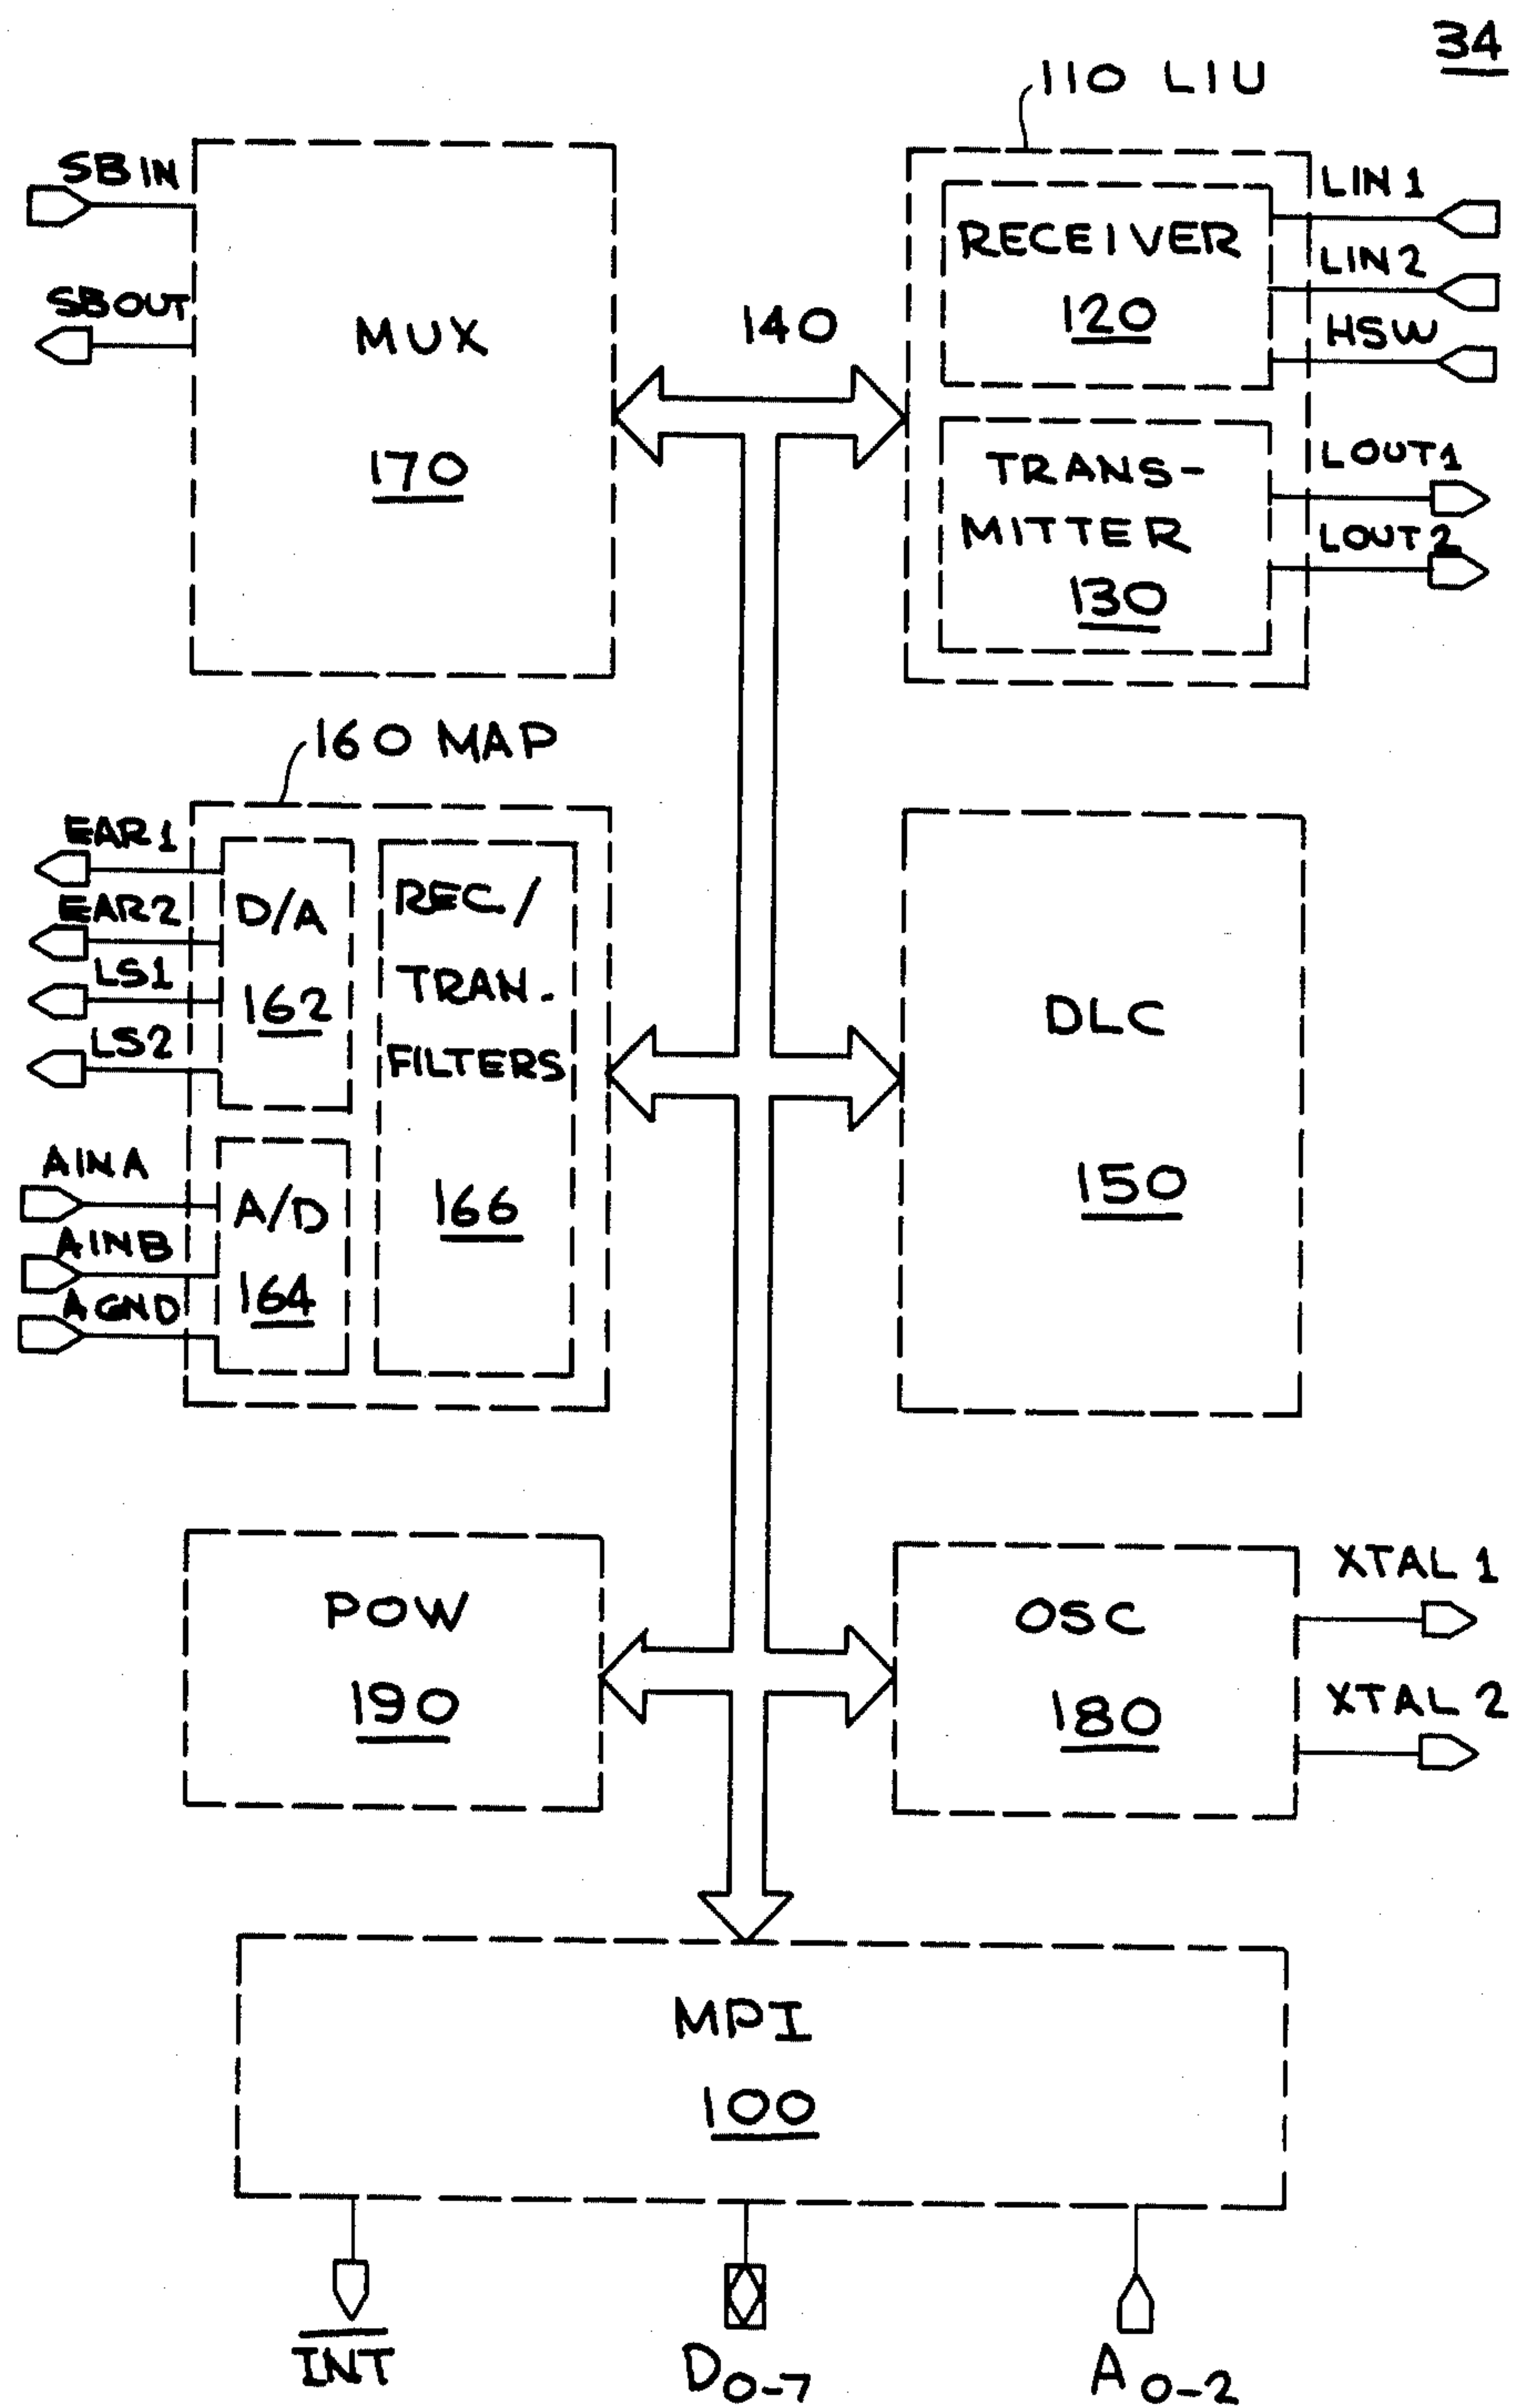 34
110 LIU
SBIN
SBOUT
MUX
170
140
RECEIVER
120
TRANS-
MITTER
130
LIN1
LIN2
HSW
LOUT1
LOUT2
160 MAP
EAR1
EAR2
LS1
LS2
AINA
AINB
AGND
D/A
162
A/D
164
REC/
TRAN.
FILTERS
166
DLC
150
POW
190
OSC
180
XTAL 1
XTAL 2
MPI
100
INT
D0-7
A0-2